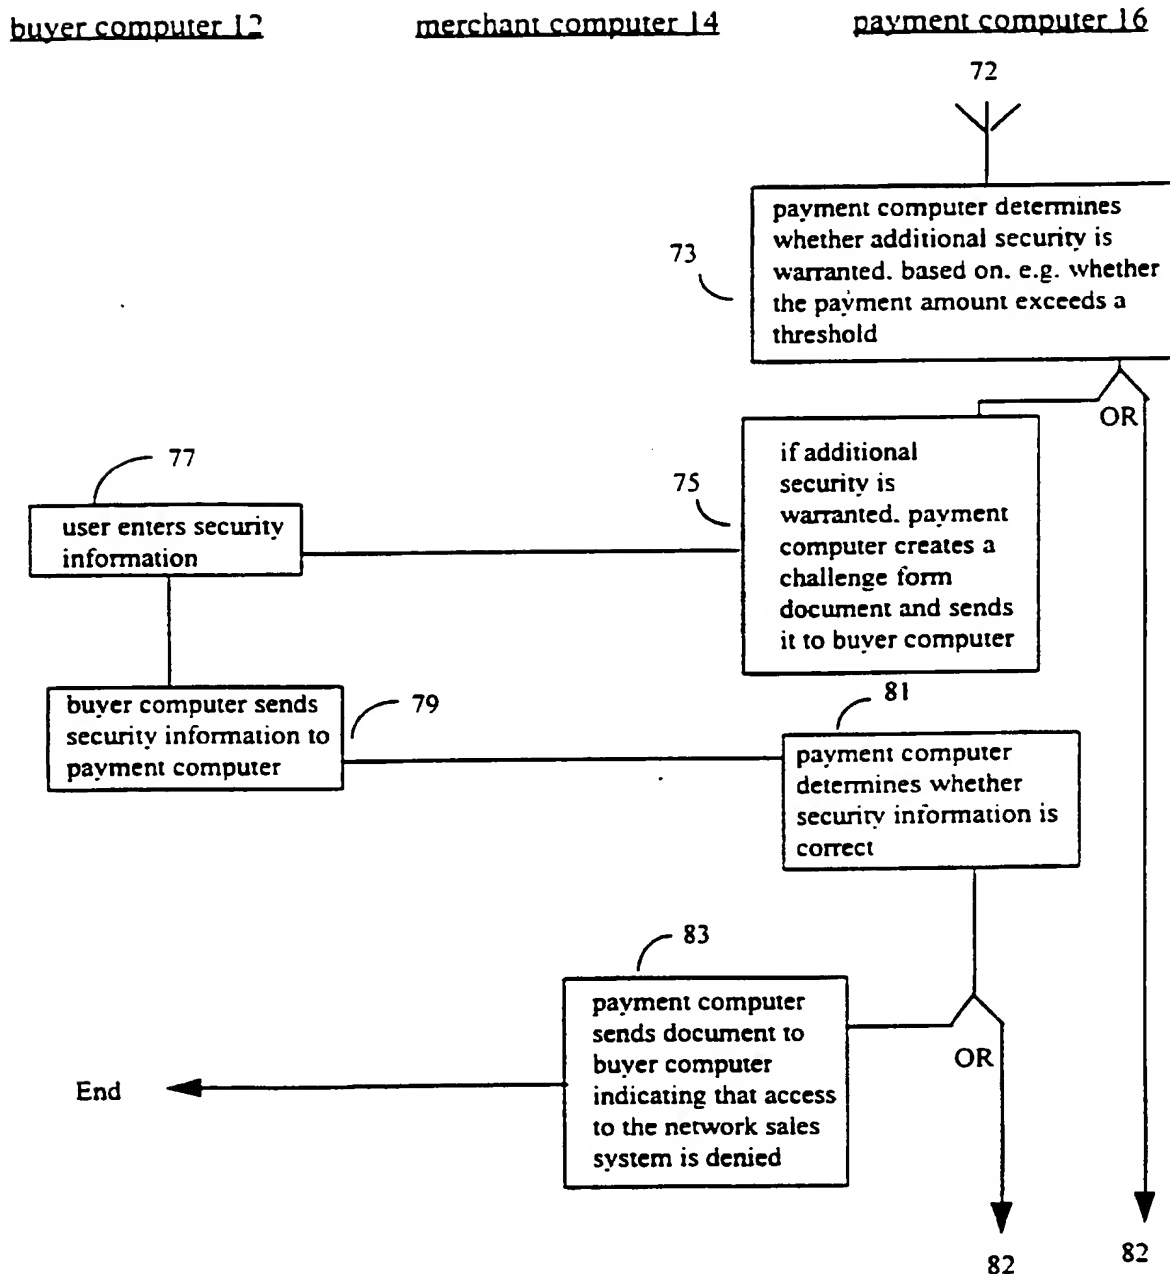 buyer computer 12
merchant computer 14
payment computer 16
72
73
payment computer determines
whether additional security is
warranted. based on. e.g. whether
the payment amount exceeds a
threshold
OR
77
75
if additional
security is
warranted. payment
computer creates a
challenge form
document and sends
it to buyer computer
user enters security
information
79
buyer computer sends
security information to
payment computer
81
payment computer
determines whether
security information is
correct
83
payment computer
sends document to
buyer computer
indicating that access
to the network sales
system is denied
OR
End
82
82